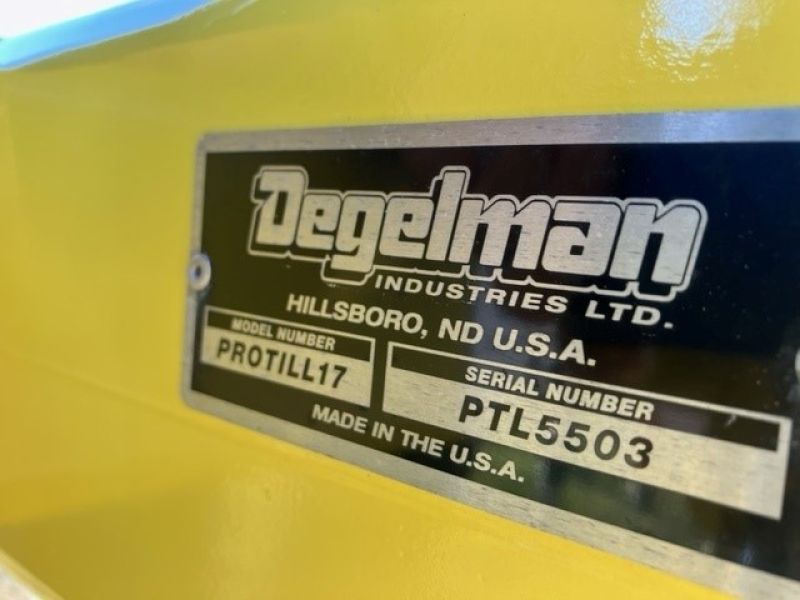 Degelman
INDUSTRIES LTD.
HILLSBORO, ND U.S.A.
MODEL NUMBER
PROTILL17
SERIAL NUMBER
PTL5503
MADE IN THE U.S.A.